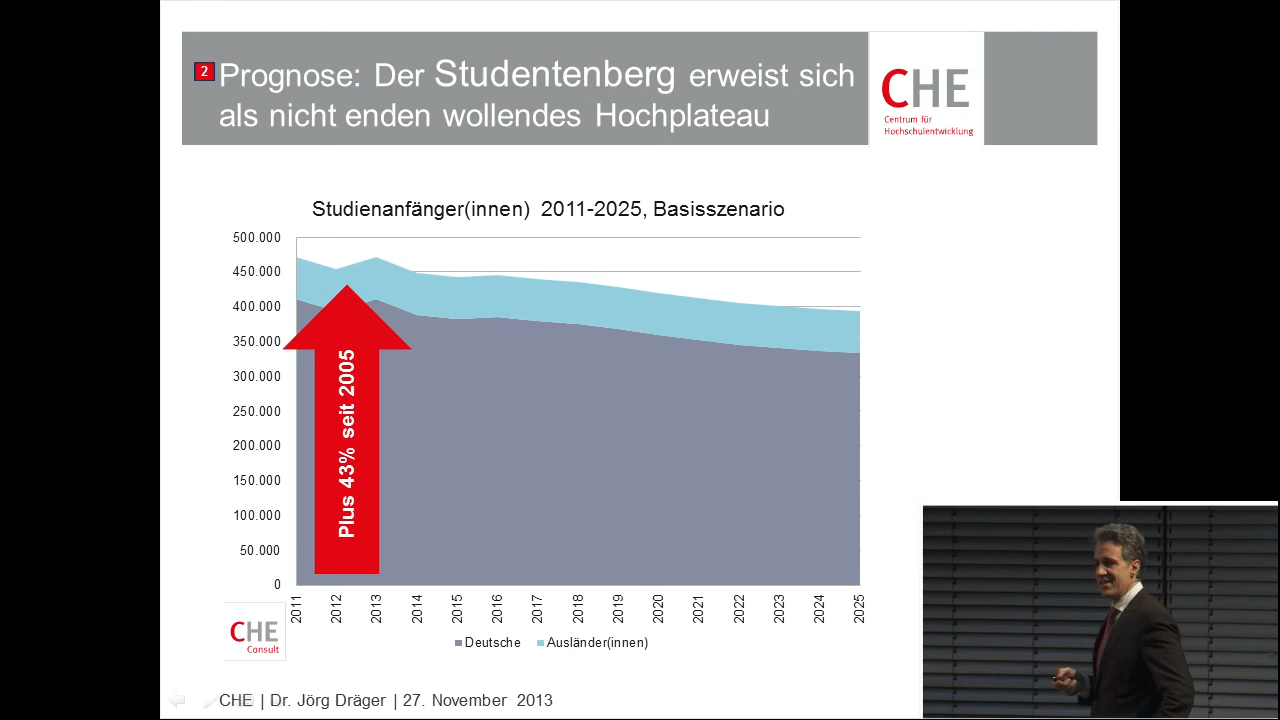 2 Prognose: Der Studentenberg erweist sich
als nicht enden wollendes Hochplateau
CHE
Centrum für
Hochschulentwicklung
Studienanfänger(innen) 2011-2025, Basisszenario
500.000
450.000
400.000
350.000
300.000
250.000
200.000
150.000
100.000
50.000
0
Plus 43% seit 2005
2011 2012 2013 2014 2015 2016 2017 2018 2019 2020 2021 2022 2023 2024 2025
Deutsche Ausländer(innen)
CHE
Consult
CHE | Dr. Jörg Dräger | 27. November 2013